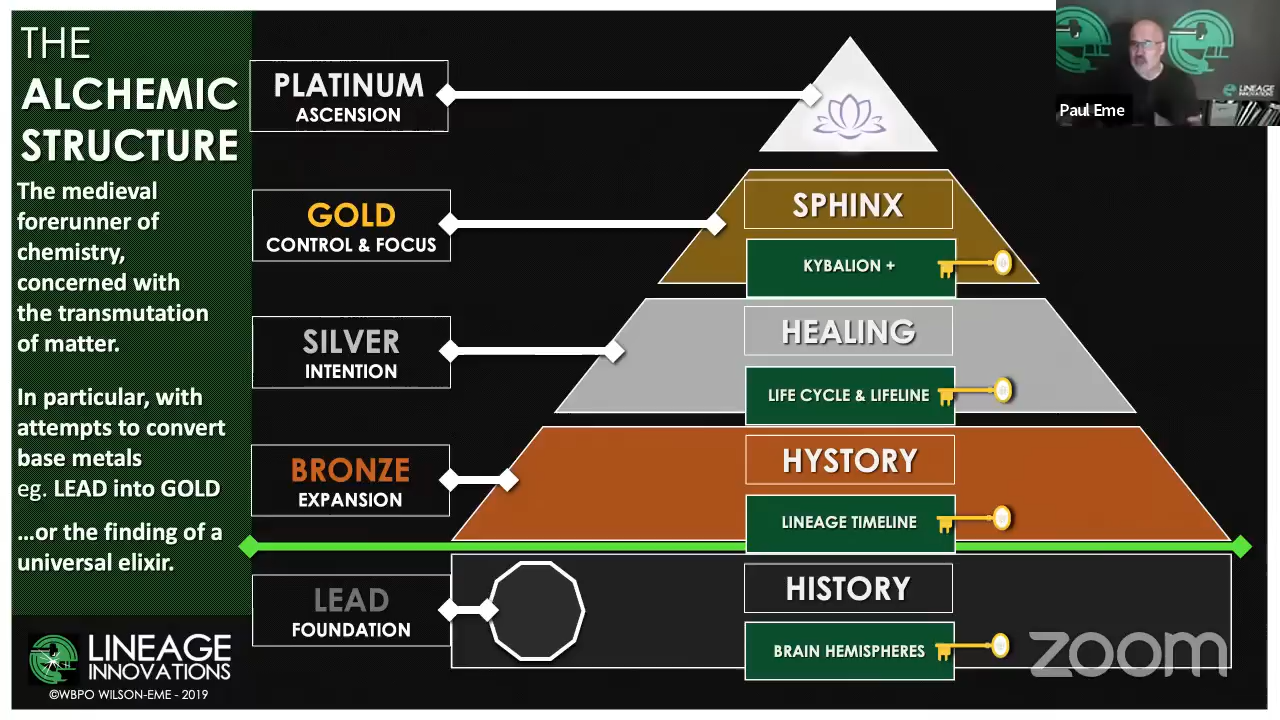 THE
ALCHEMIC
STRUCTURE
The medieval
forerunner of
chemistry,
concerned with
the transmutation
of matter.
In particular, with
attempts to convert
base metals
eg. LEAD into GOLD
...or the finding of a
universal elixir.
LINEAGE
INNOVATIONS
©WBPO WILSON-EME - 2019
PLATINUM
ASCENSION
GOLD
CONTROL & FOCUS
SPHINX
KYBALION +
SILVER
INTENTION
HEALING
LIFE CYCLE & LIFELINE
BRONZE
EXPANSION
HYSTORY
LINEAGE TIMELINE
LEAD
FOUNDATION
HISTORY
BRAIN HEMISPHERES
LINEAGE
INNOVATIONS
Paul Eme
zoom